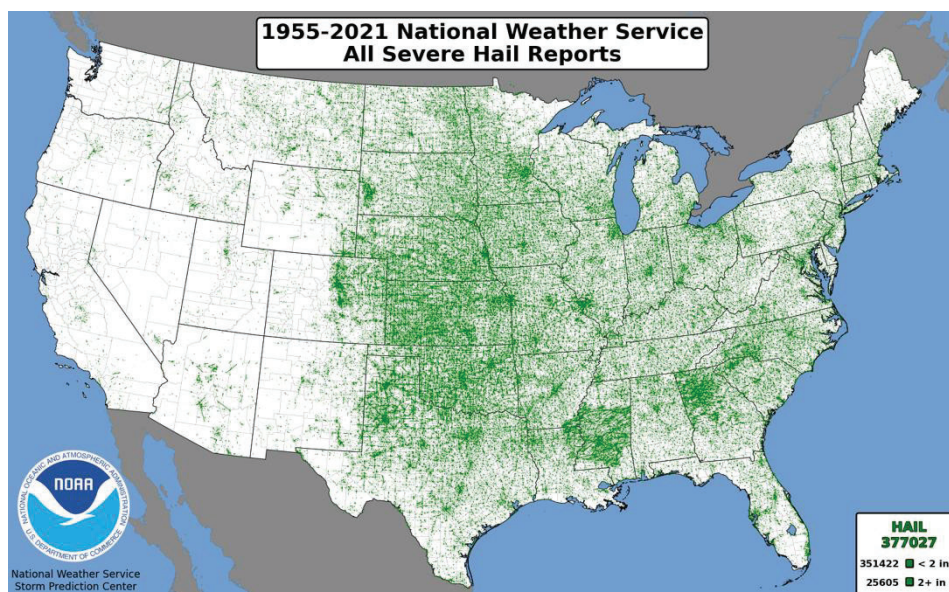 1955-2021 National Weather Service
All Severe Hail Reports
NATIONAL OCEANIC AND ATMOSPHERIC ADMINISTRATION
NOAA
U.S. DEPARTMENT OF COMMERCE
National Weather Service
Storm Prediction Center
HAIL
377027
351422 < 2 in
25605 2+ in